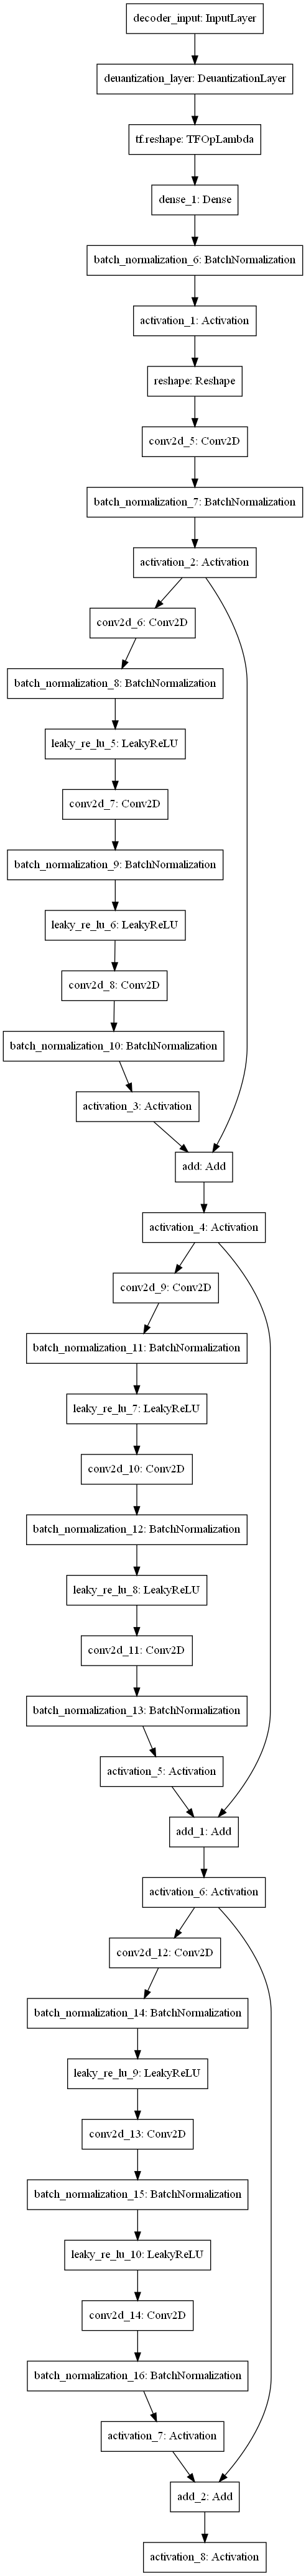 decoder_input: InputLayer
deuantization_layer: DeuantizationLayer
tf.reshape: TFOpLambda
dense_1: Dense
batch_normalization_6: BatchNormalization
activation_1: Activation
reshape: Reshape
conv2d_5: Conv2D
batch_normalization_7: BatchNormalization
activation_2: Activation
conv2d_6: Conv2D
batch_normalization_8: BatchNormalization
leaky_re_lu_5: LeakyReLU
conv2d_7: Conv2D
batch_normalization_9: BatchNormalization
leaky_re_lu_6: LeakyReLU
conv2d_8: Conv2D
batch_normalization_10: BatchNormalization
activation_3: Activation
add: Add
activation_4: Activation
conv2d_9: Conv2D
batch_normalization_11: BatchNormalization
leaky_re_lu_7: LeakyReLU
conv2d_10: Conv2D
batch_normalization_12: BatchNormalization
leaky_re_lu_8: LeakyReLU
conv2d_11: Conv2D
batch_normalization_13: BatchNormalization
activation_5: Activation
add_1: Add
activation_6: Activation
conv2d_12: Conv2D
batch_normalization_14: BatchNormalization
leaky_re_lu_9: LeakyReLU
conv2d_13: Conv2D
batch_normalization_15: BatchNormalization
leaky_re_lu_10: LeakyReLU
conv2d_14: Conv2D
batch_normalization_16: BatchNormalization
activation_7: Activation
add_2: Add
activation_8: Activation